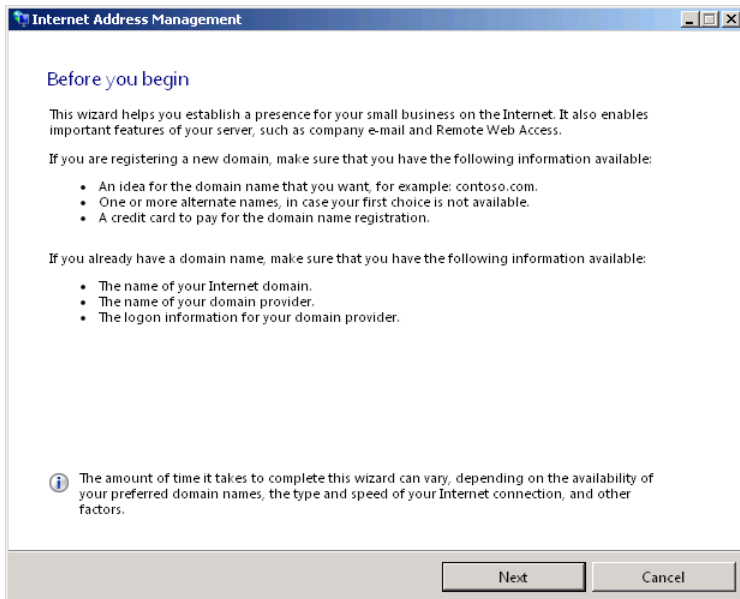 Internet Address Management
Before you begin
This wizard helps you establish a presence for your small business on the Internet. It also enables
important features of your server, such as company e-mail and Remote Web Access.
If you are registering a new domain, make sure that you have the following information available:
• An idea for the domain name that you want, for example: contoso.com.
• One or more alternate names, in case your first choice is not available.
• A credit card to pay for the domain name registration.
If you already have a domain name, make sure that you have the following information available:
• The name of your Internet domain.
• The name of your domain provider.
• The logon information for your domain provider.
The amount of time it takes to complete this wizard can vary, depending on the availability of
your preferred domain names, the type and speed of your Internet connection, and other
factors.
Next
Cancel